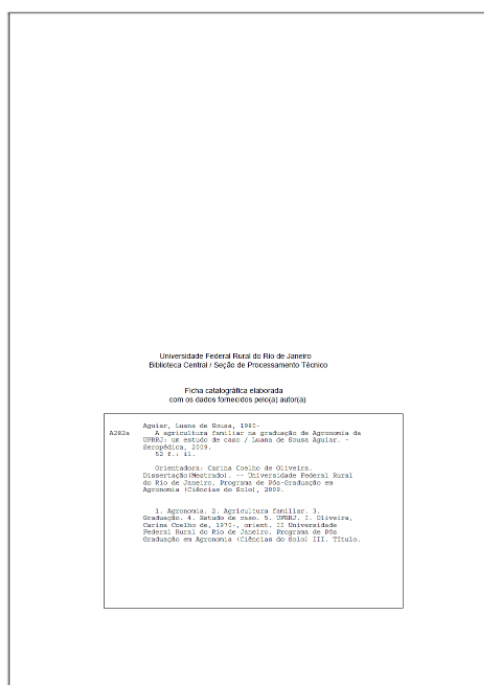 Universidade Federal Rural do Rio de Janeiro
Biblioteca Central / Seção de Processamento Técnico
Ficha catalográfica elaborada
com os dados fornecidos pelo(a) autor(a)
Aguiar, Luana de Sousa, 1980-
A282a A agricultura familiar na graduação de Agronomia da
UFRRJ: um estudo de caso / Luana de Sousa Aguiar. -
Seropédica, 2009.
52 f.: il.
Orientadora: Carina Coelho de Oliveira.
Dissertação(Mestrado). -- Universidade Federal Rural
do Rio de Janeiro, Programa de Pós-Graduação em
Agronomia (Ciências do Solo), 2009.
1. Agronomia. 2. Agricultura familiar. 3.
Graduação. 4. Estudo de caso. 5. UFRRJ. I. Oliveira,
Carina Coelho de, 1970-, orient. II Universidade
Federal Rural do Rio de Janeiro. Programa de Pós
Graduação em Agronomia (Ciências do Solo) III. Título.